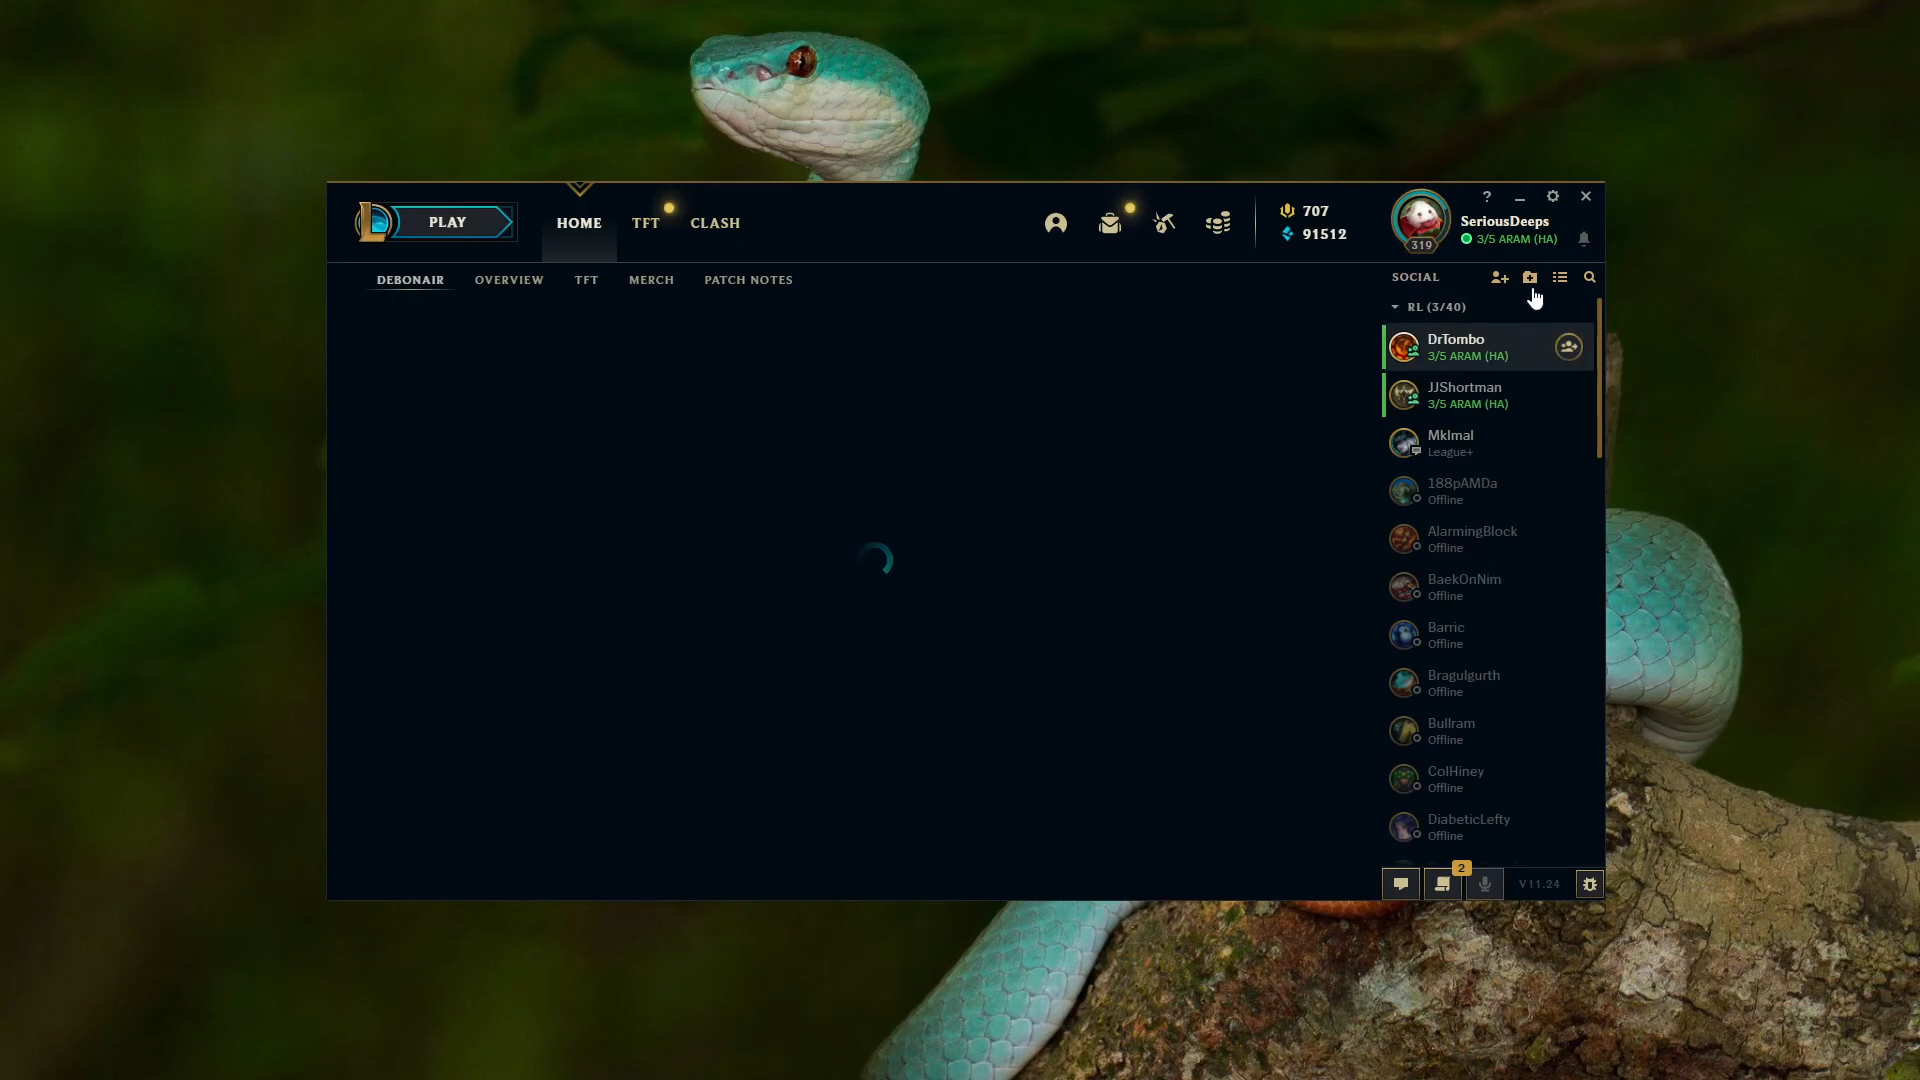 PLAY
HOME
TFT
CLASH
707
91512
319
?
SeriousDeeps
3/5 ARAM (HA)
DEBONAIR
OVERVIEW
TFT
MERCH
PATCH NOTES
SOCIAL
RL (3/40)
DrTombo
3/5 ARAM (HA)
JJShortman
3/5 ARAM (HA)
League+
188pAMDa
Offline
AlarmingBlock
Offline
BaekOnNim
Offline
Barric
Offline
Bragulgurth
Offline
Bullram
Offline
ColHiney
Offline
DiabeticLefty
Offline
2
V11.24